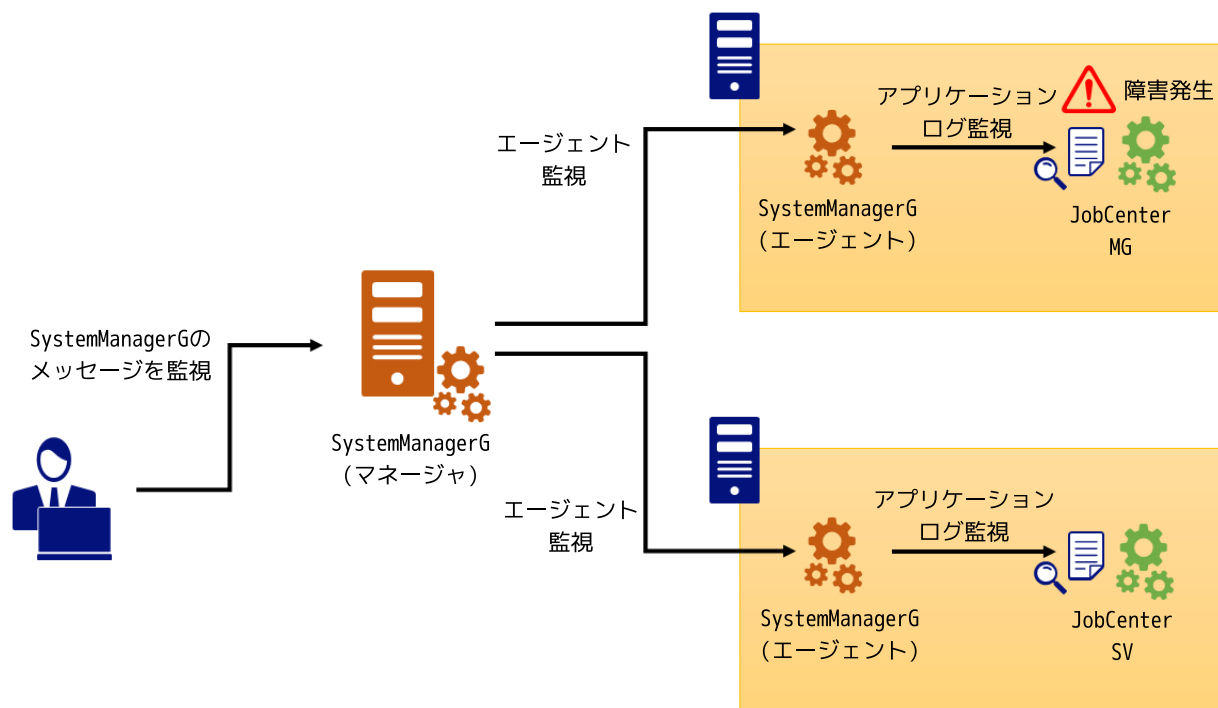 アプリケーション
ログ監視
障害発生
エージェント
監視
SystemManagerG
(エージェント)
JobCenter
MG
SystemManagerGの
メッセージを監視
SystemManagerG
(マネージャ)
エージェント
監視
アプリケーション
ログ監視
SystemManagerG
(エージェント)
JobCenter
SV